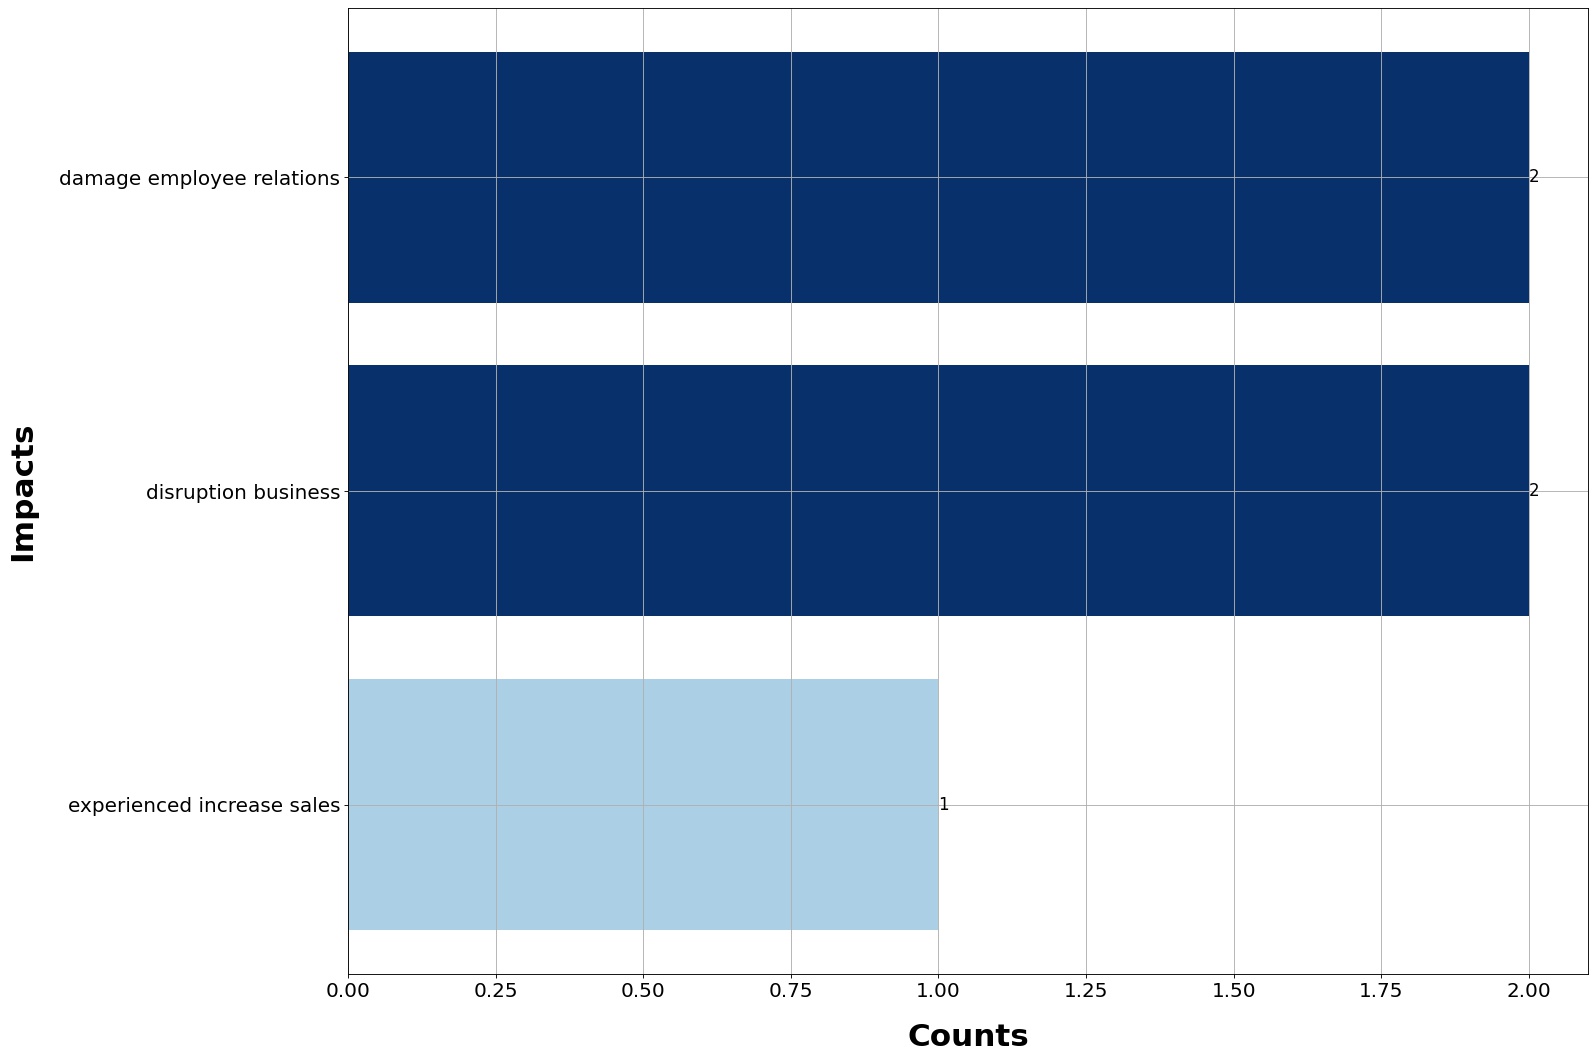 damage employee relations
2
disruption business
2
experienced increase sales
1
Impacts
0.00 0.25 0.50 0.75 1.00 1.25 1.50 1.75 2.00
Counts